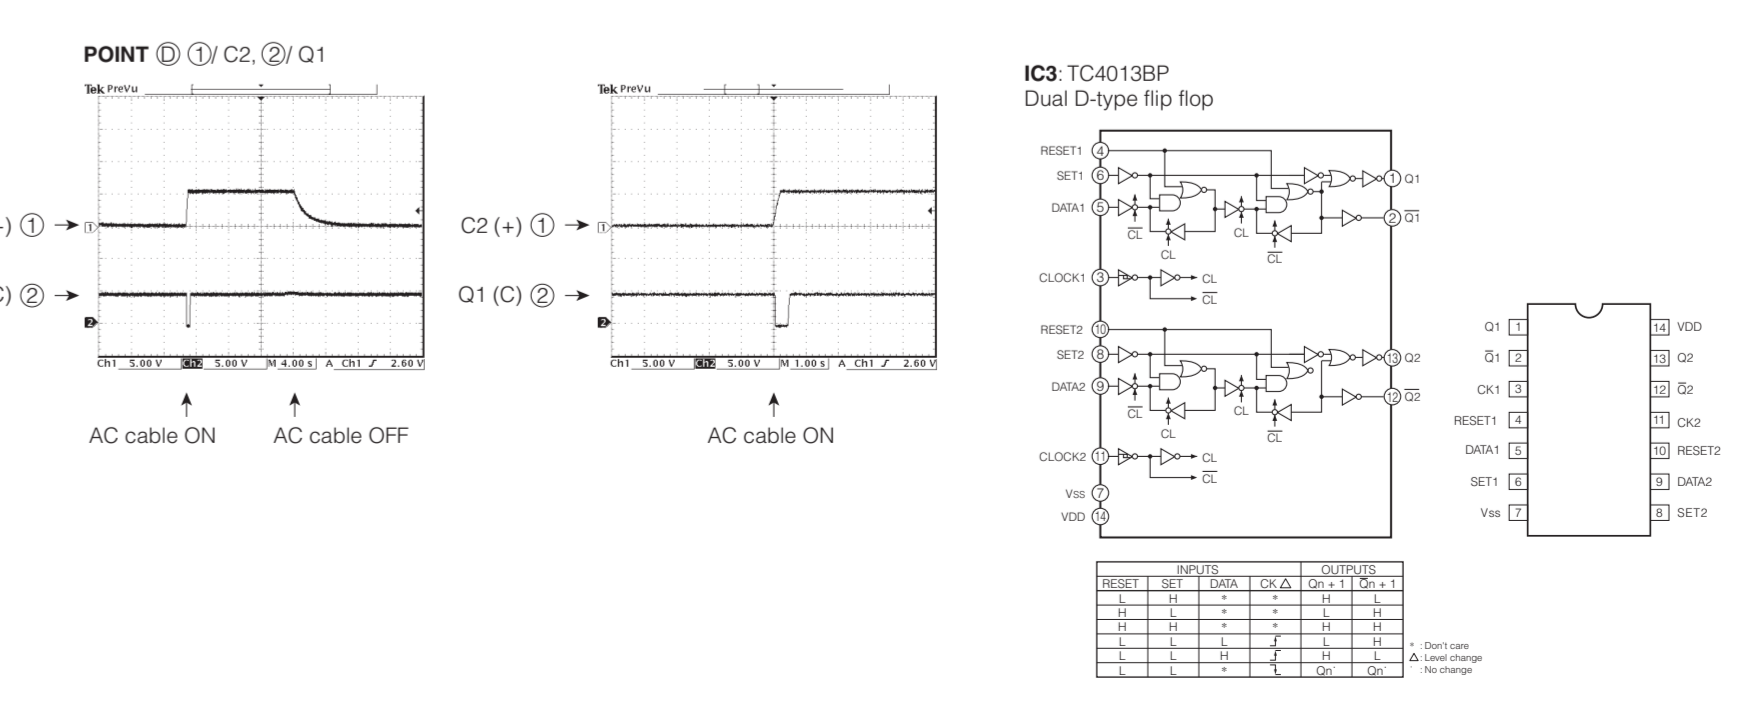 POINT Ⓓ ①/ C2, ②/ Q1
Tek PreVu
) ①
1
) ②
2
Ch1 5.00 V Ch2 5.00 V M 4.00 s A Ch1 2.60 V
AC cable ON
AC cable OFF
Tek PreVu
C2 (+) ①
1
Q1 (C) ②
2
Ch1 5.00 V Ch2 5.00 V M 1.00 s A Ch1 2.60 V
AC cable ON
IC3: TC4013BP
Dual D-type flip flop
RESET1 4
SET1 6
DATA1 5
1 Q1
2 Q̅1̅
C̅L̅
CL
CL
C̅L̅
CLOCK1 3
CL
C̅L̅
RESET2 10
SET2 8
DATA2 9
13 Q2
12 Q̅2̅
C̅L̅
CL
CL
C̅L̅
CLOCK2 11
CL
C̅L̅
Vss 7
VDD 14
Q1 1
Q̅1 2
CK1 3
RESET1 4
DATA1 5
SET1 6
Vss 7
14 VDD
13 Q2
12 Q̅2
11 CK2
10 RESET2
9 DATA2
8 SET2
INPUTS OUTPUTS
RESET SET DATA CK △ Qn + 1 Q̅n + 1
L H * * H L
H L * * L H
H H * * H H
L L L L H
L L H H L
L L * Qn˙ Qn˙
* : Don't care
△ : Level change
˙ : No change